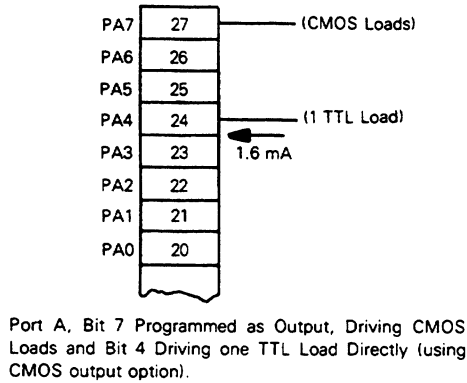 PA7 27 (CMOS Loads)
PA6 26
PA5 25
PA4 24 (1 TTL Load)
PA3 23 1.6 mA
PA2 22
PA1 21
PA0 20
Port A, Bit 7 Programmed as Output, Driving CMOS
Loads and Bit 4 Driving one TTL Load Directly (using
CMOS output option).